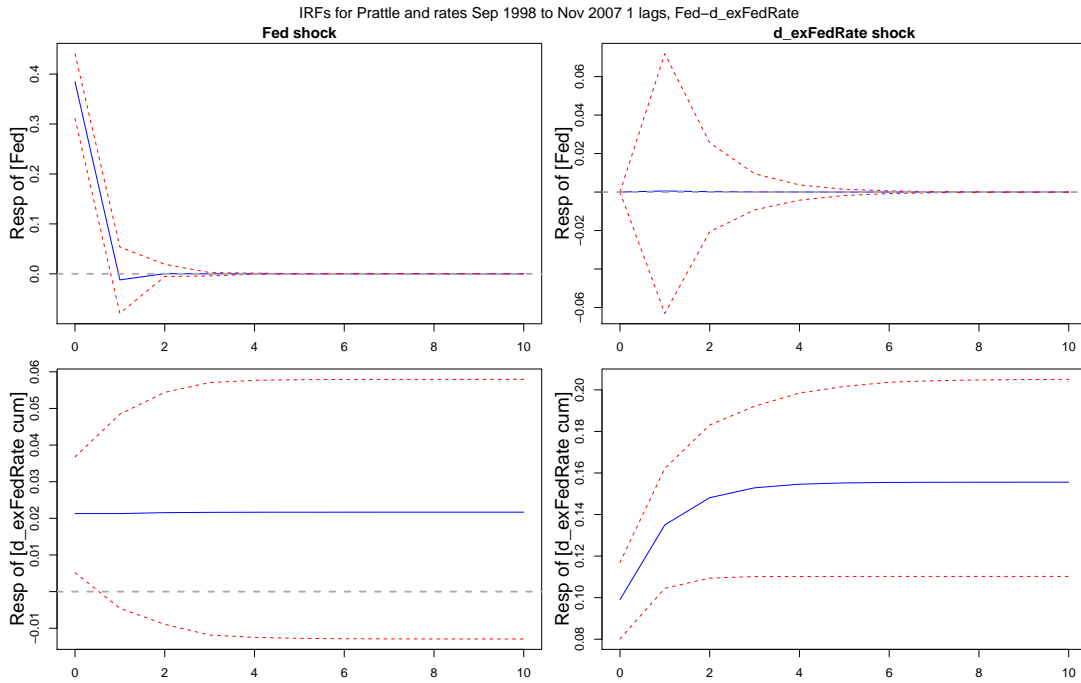 IRFs for Prattle and rates Sep 1998 to Nov 2007 1 lags, Fed−d_exFedRate
Fed shock
Resp of [Fed]
0.4
0.3
0.2
0.1
0.0
0 2 4 6 8 10
d_exFedRate shock
Resp of [Fed]
0.06
0.04
0.02
−0.02
−0.06
0 2 4 6 8 10
Resp of [d_exFedRate cum]
0.06
0.05
0.04
0.03
0.02
0.01
−0.01
0 2 4 6 8 10
Resp of [d_exFedRate cum]
0.20
0.18
0.16
0.14
0.12
0.10
0.08
0 2 4 6 8 10